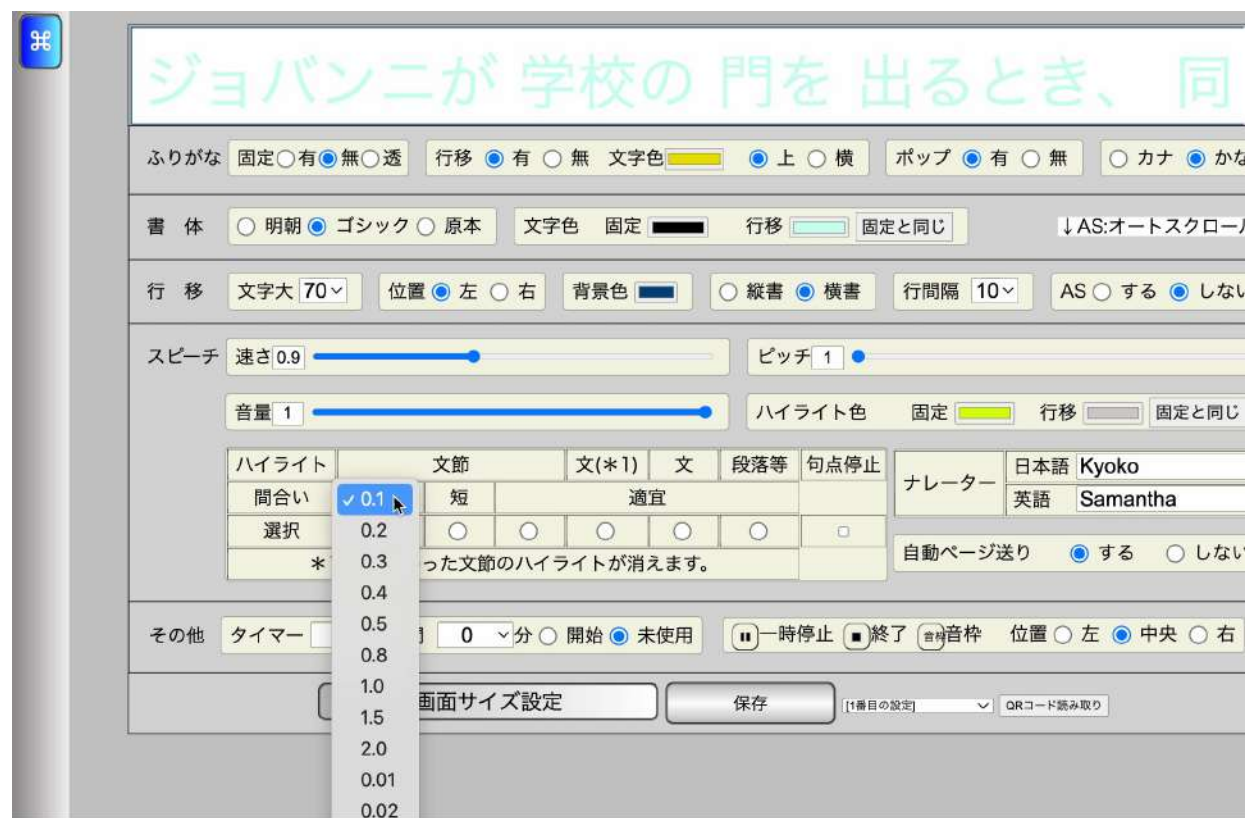 ⌘
ジョバンニが 学校の 門を 出るとき、 同
ふりがな 固定 有 無 透 行移 有 無 文字色 上 横 ポップ 有 無 カナ かな
書 体 明朝 ゴシック 原本 文字色 固定 行移 固定と同じ ↓AS:オートスクロール
行 移 文字大 70 位置 左 右 背景色 縦書 横書 行間隔 10 AS する しない
スピーチ 速さ 0.9 ピッチ 1
音量 1 ハイライト色 固定 行移 固定と同じ
ハイライト 文節 文(*1) 文 段落等 句点停止 ナレーター 日本語 Kyoko
間合い ✓ 0.1 短 適宜 英語 Samantha
選択 0.2
* 0.3 った文節のハイライトが消えます。 自動ページ送り する しない
0.4
その他 タイマー 0.5 0 分 開始 未使用 一時停止 終了 音枠 音枠 位置 左 中央 右
0.8
1.0 画面サイズ設定 保存 [1番目の設定] QRコード読み取り
1.5
2.0
0.01
0.02